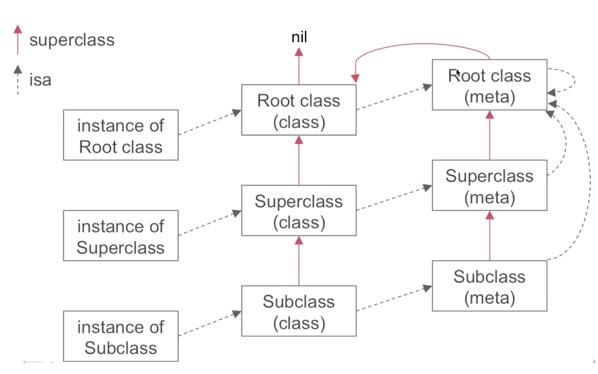 superclass
isa
nil
Root class
(class)
Root class
(meta)
instance of
Root class
Superclass
(class)
Superclass
(meta)
instance of
Superclass
Subclass
(class)
Subclass
(meta)
instance of
Subclass